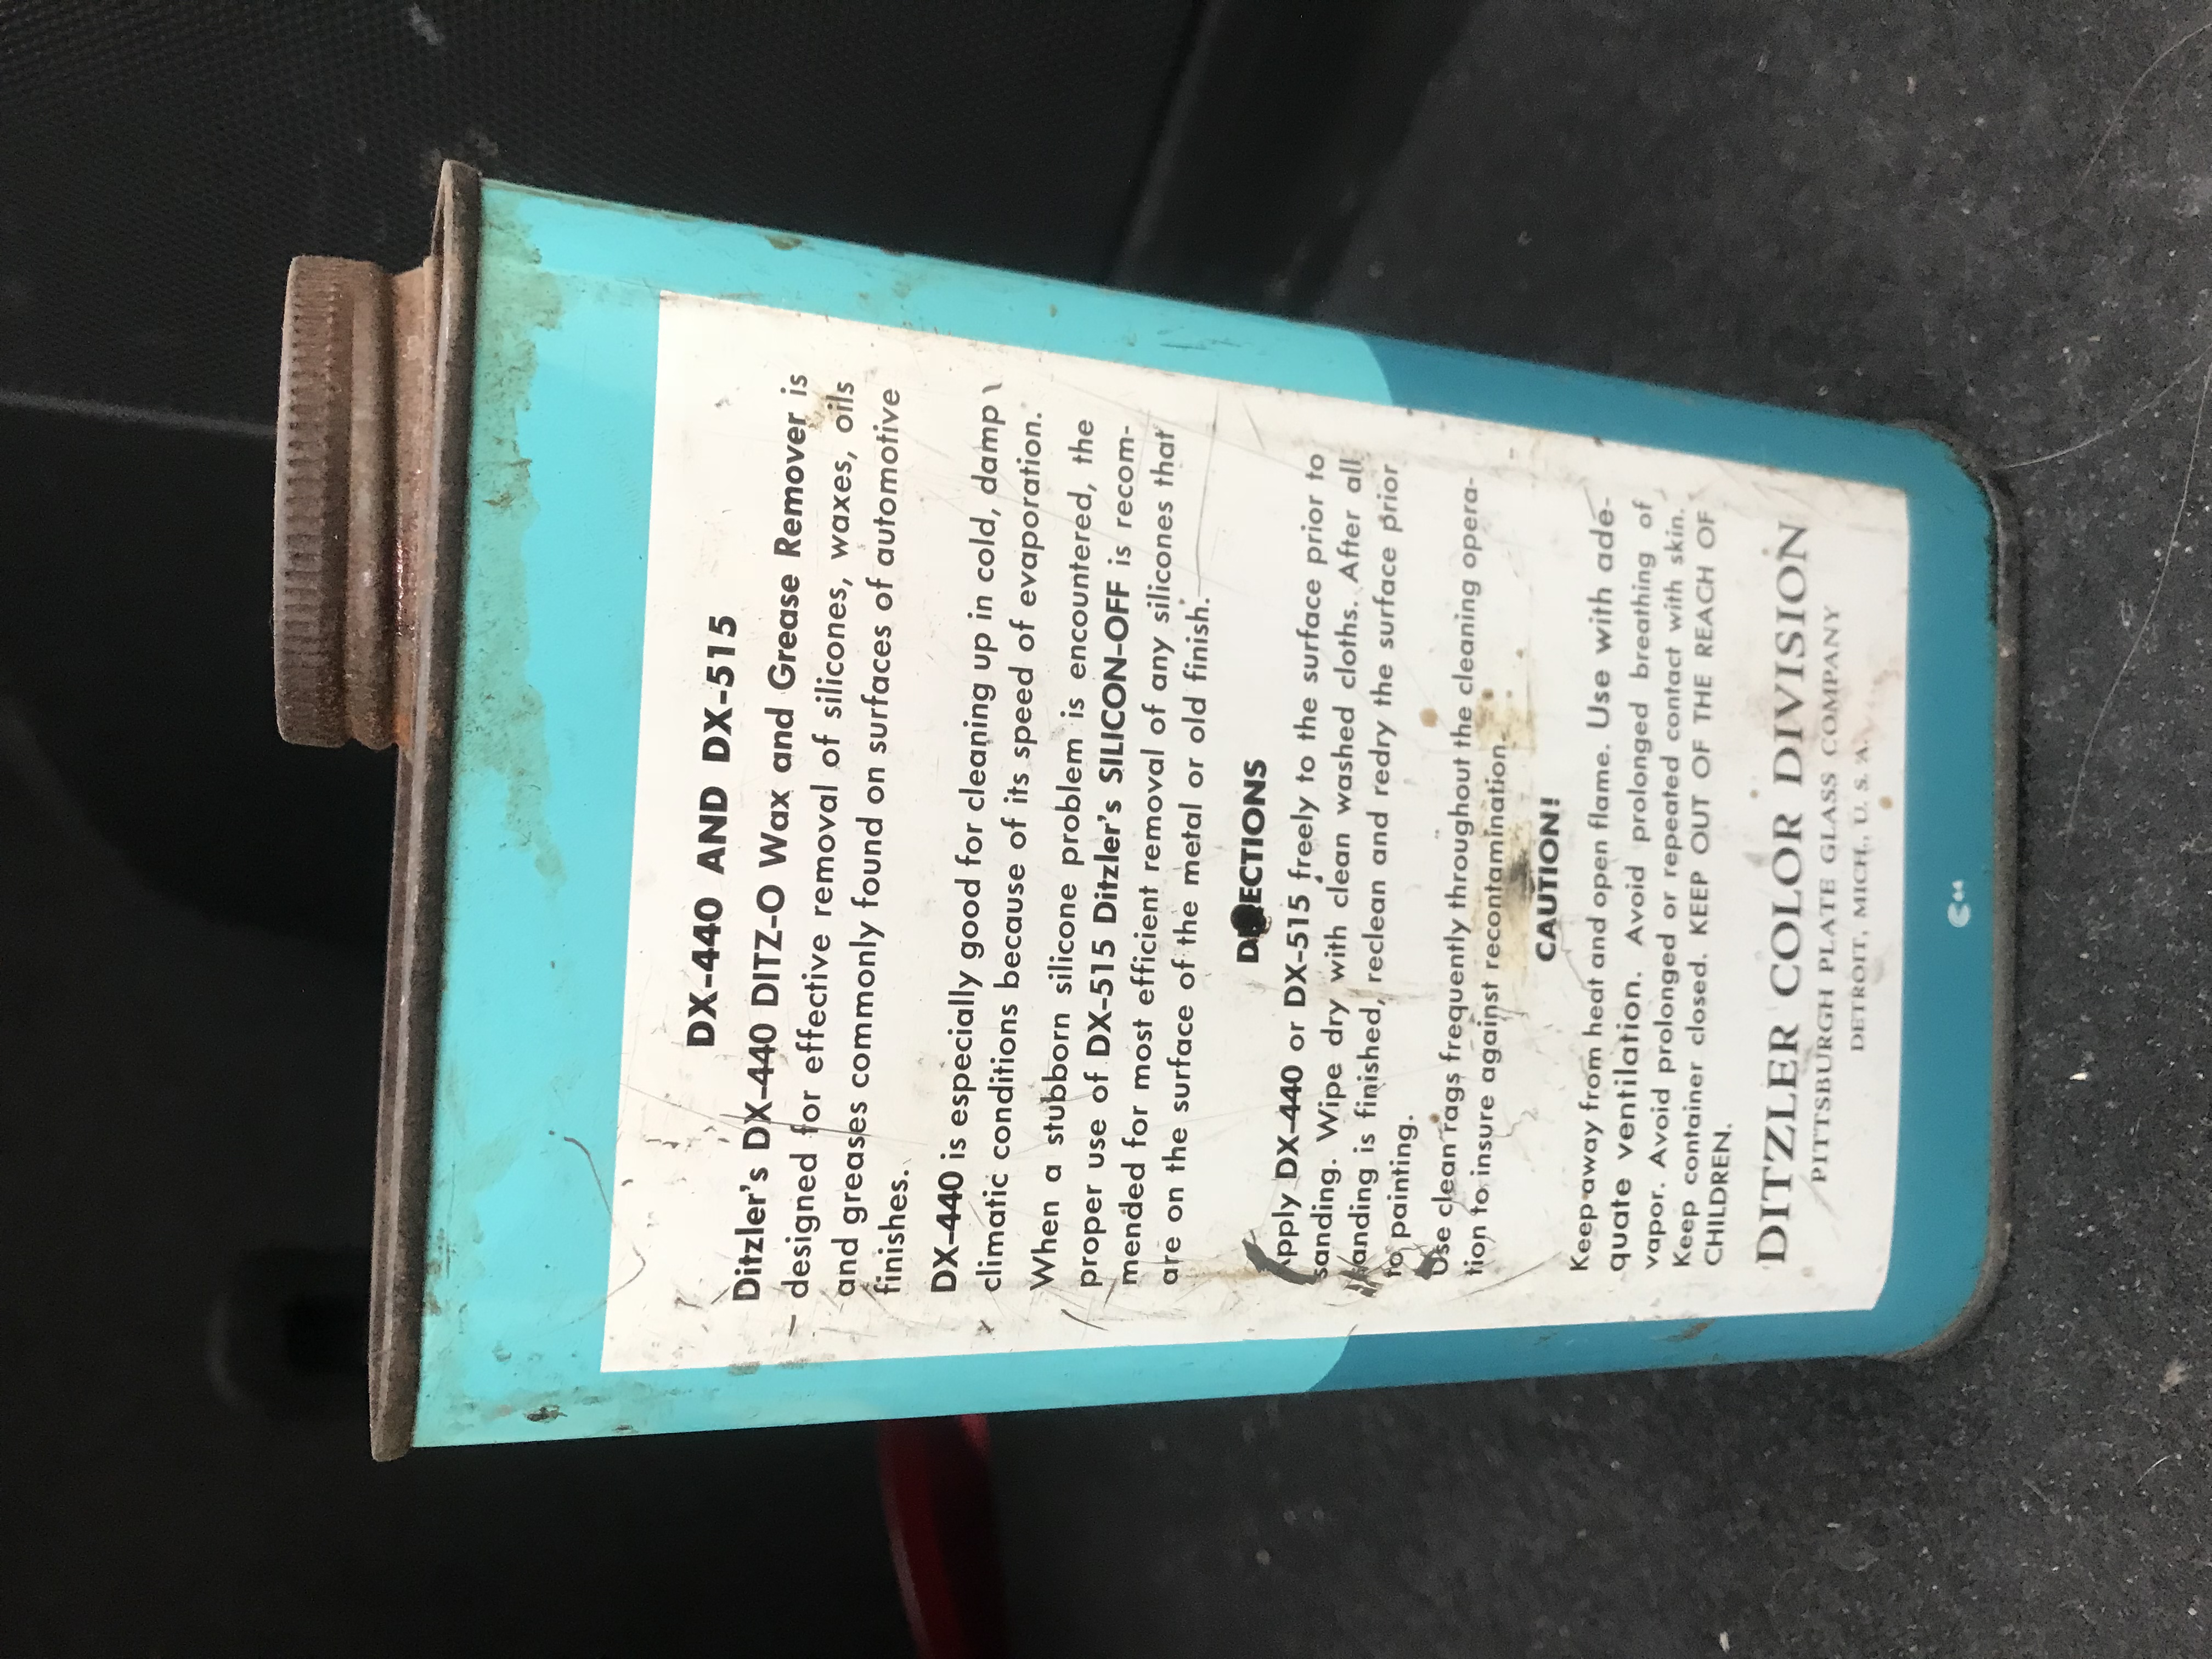 DX-440 AND DX-515
Ditzler's DX-440 DITZ-O Wax and Grease Remover is
designed for effective removal of silicones, waxes, oils
and greases commonly found on surfaces of automotive
finishes.
DX-440 is especially good for cleaning up in cold, damp
climatic conditions because of its speed of evaporation.
When a stubborn silicone problem is encountered, the
proper use of DX-515 Ditzler's SILICON-OFF is recom-
mended for most efficient removal of any silicones that
are on the surface of the metal or old finish.
DIRECTIONS
Apply DX-440 or DX-515 freely to the surface prior to
sanding. Wipe dry with clean washed cloths. After all
sanding is finished, reclean and redry the surface prior
to painting.
Use clean rags frequently throughout the cleaning opera-
tion to insure against recontamination.
CAUTION!
Keep away from heat and open flame. Use with ade-
quate ventilation. Avoid prolonged breathing of
vapor. Avoid prolonged or repeated contact with skin.
Keep container closed. KEEP OUT OF THE REACH OF
CHILDREN.
DITZLER COLOR DIVISION
PITTSBURGH PLATE GLASS COMPANY
DETROIT, MICH., U. S. A.